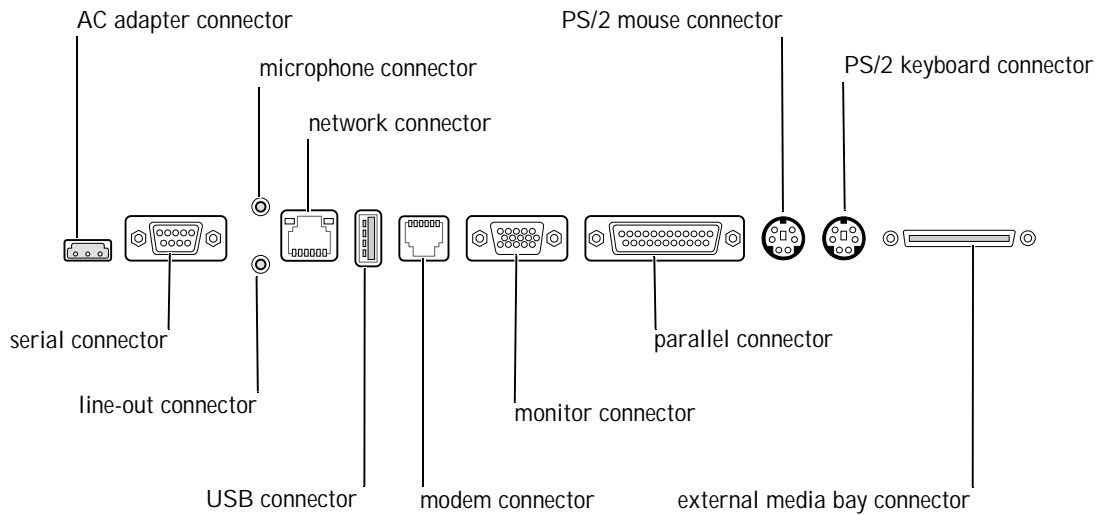 AC adapter connector
PS/2 mouse connector
microphone connector
PS/2 keyboard connector
network connector
serial connector
parallel connector
line-out connector
monitor connector
USB connector
modem connector
external media bay connector